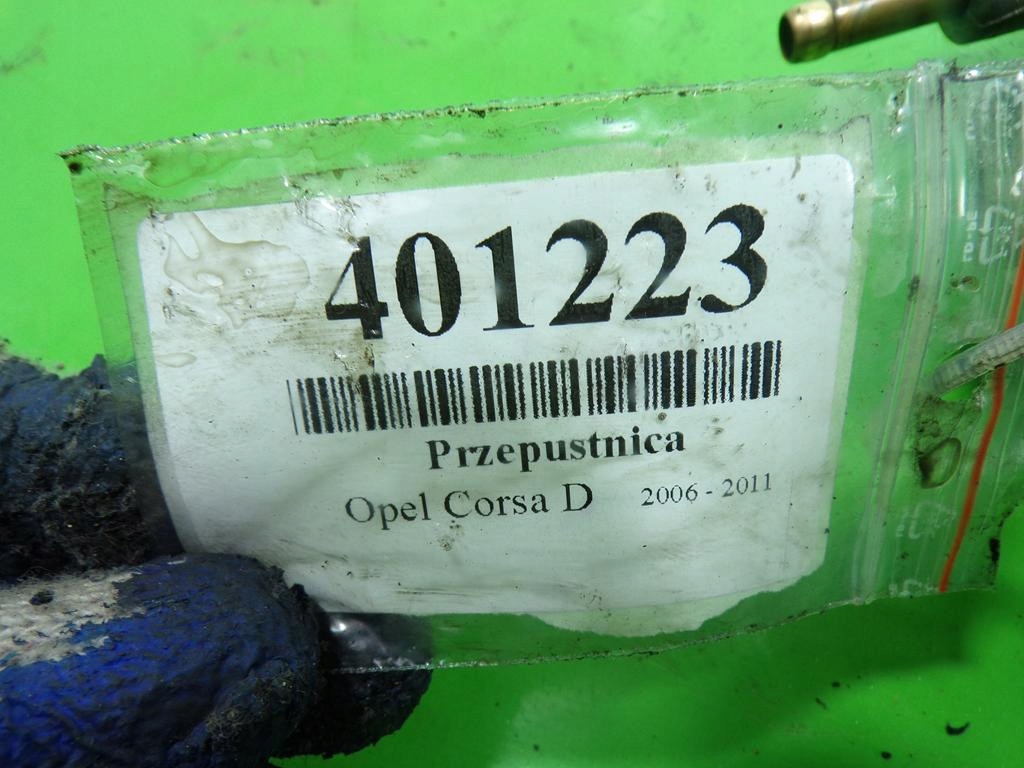 401223
Przepustnica
Opel Corsa D 2006 - 2011